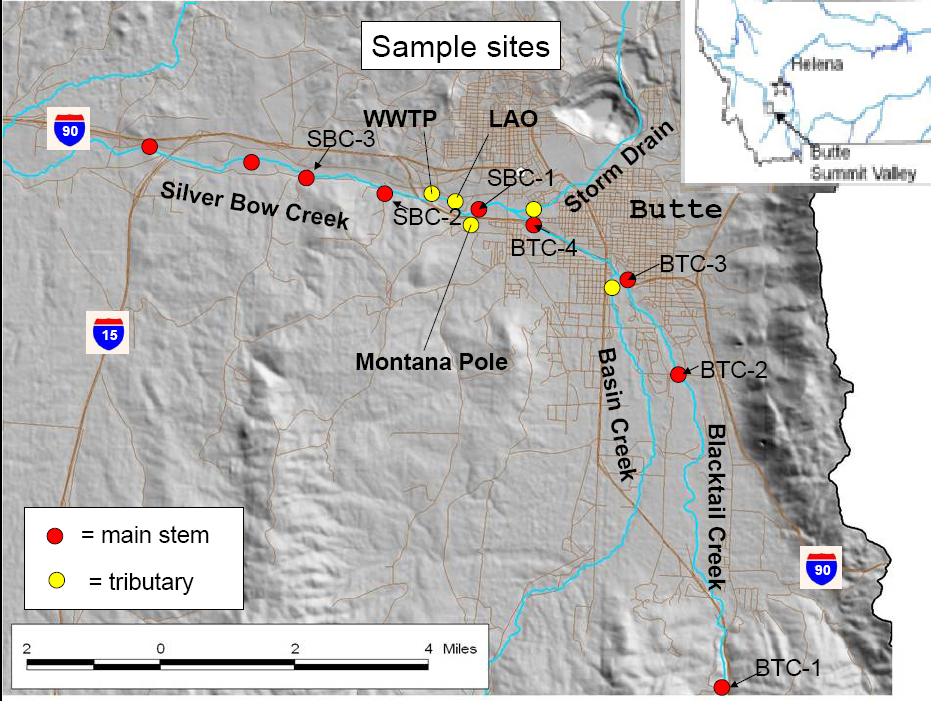 Sample sites
Helena
Butte
Summit Valley
90
WWTP
LAO
SBC-3
SBC-1
Storm Drain
Silver Bow Creek
SBC-2
Butte
BTC-4
BTC-3
15
Montana Pole
BTC-2
Basin Creek
Blacktail Creek
= main stem
90
= tributary
2 0 2 4 Miles
BTC-1